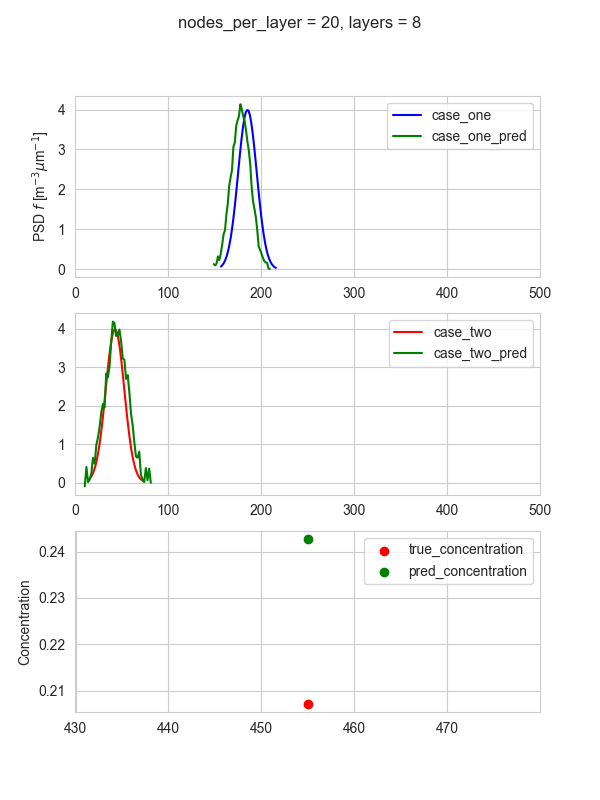 nodes_per_layer = 20, layers = 8
PSD f [m⁻³μm⁻¹]
4
3
2
1
0
case_one
case_one_pred
0 100 200 300 400 500
4
3
2
1
0
case_two
case_two_pred
0 100 200 300 400 500
Concentration
0.24
0.23
0.22
0.21
true_concentration
pred_concentration
430 440 450 460 470